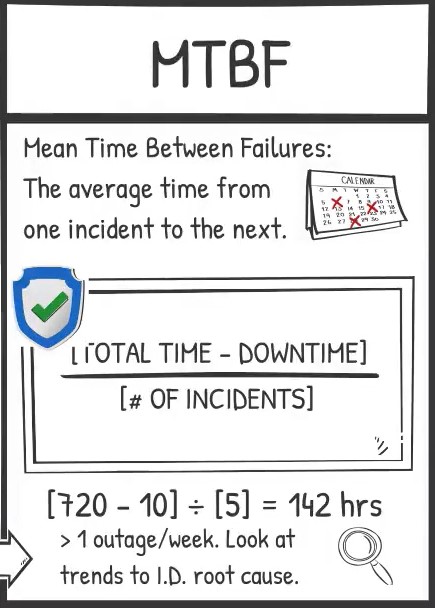 MTBF
Mean Time Between Failures:
The average time from
one incident to the next.
CALENDAR
[TOTAL TIME - DOWNTIME]
[# OF INCIDENTS]
[720 - 10] ÷ [5] = 142 hrs
> 1 outage/week. Look at
trends to I.D. root cause.